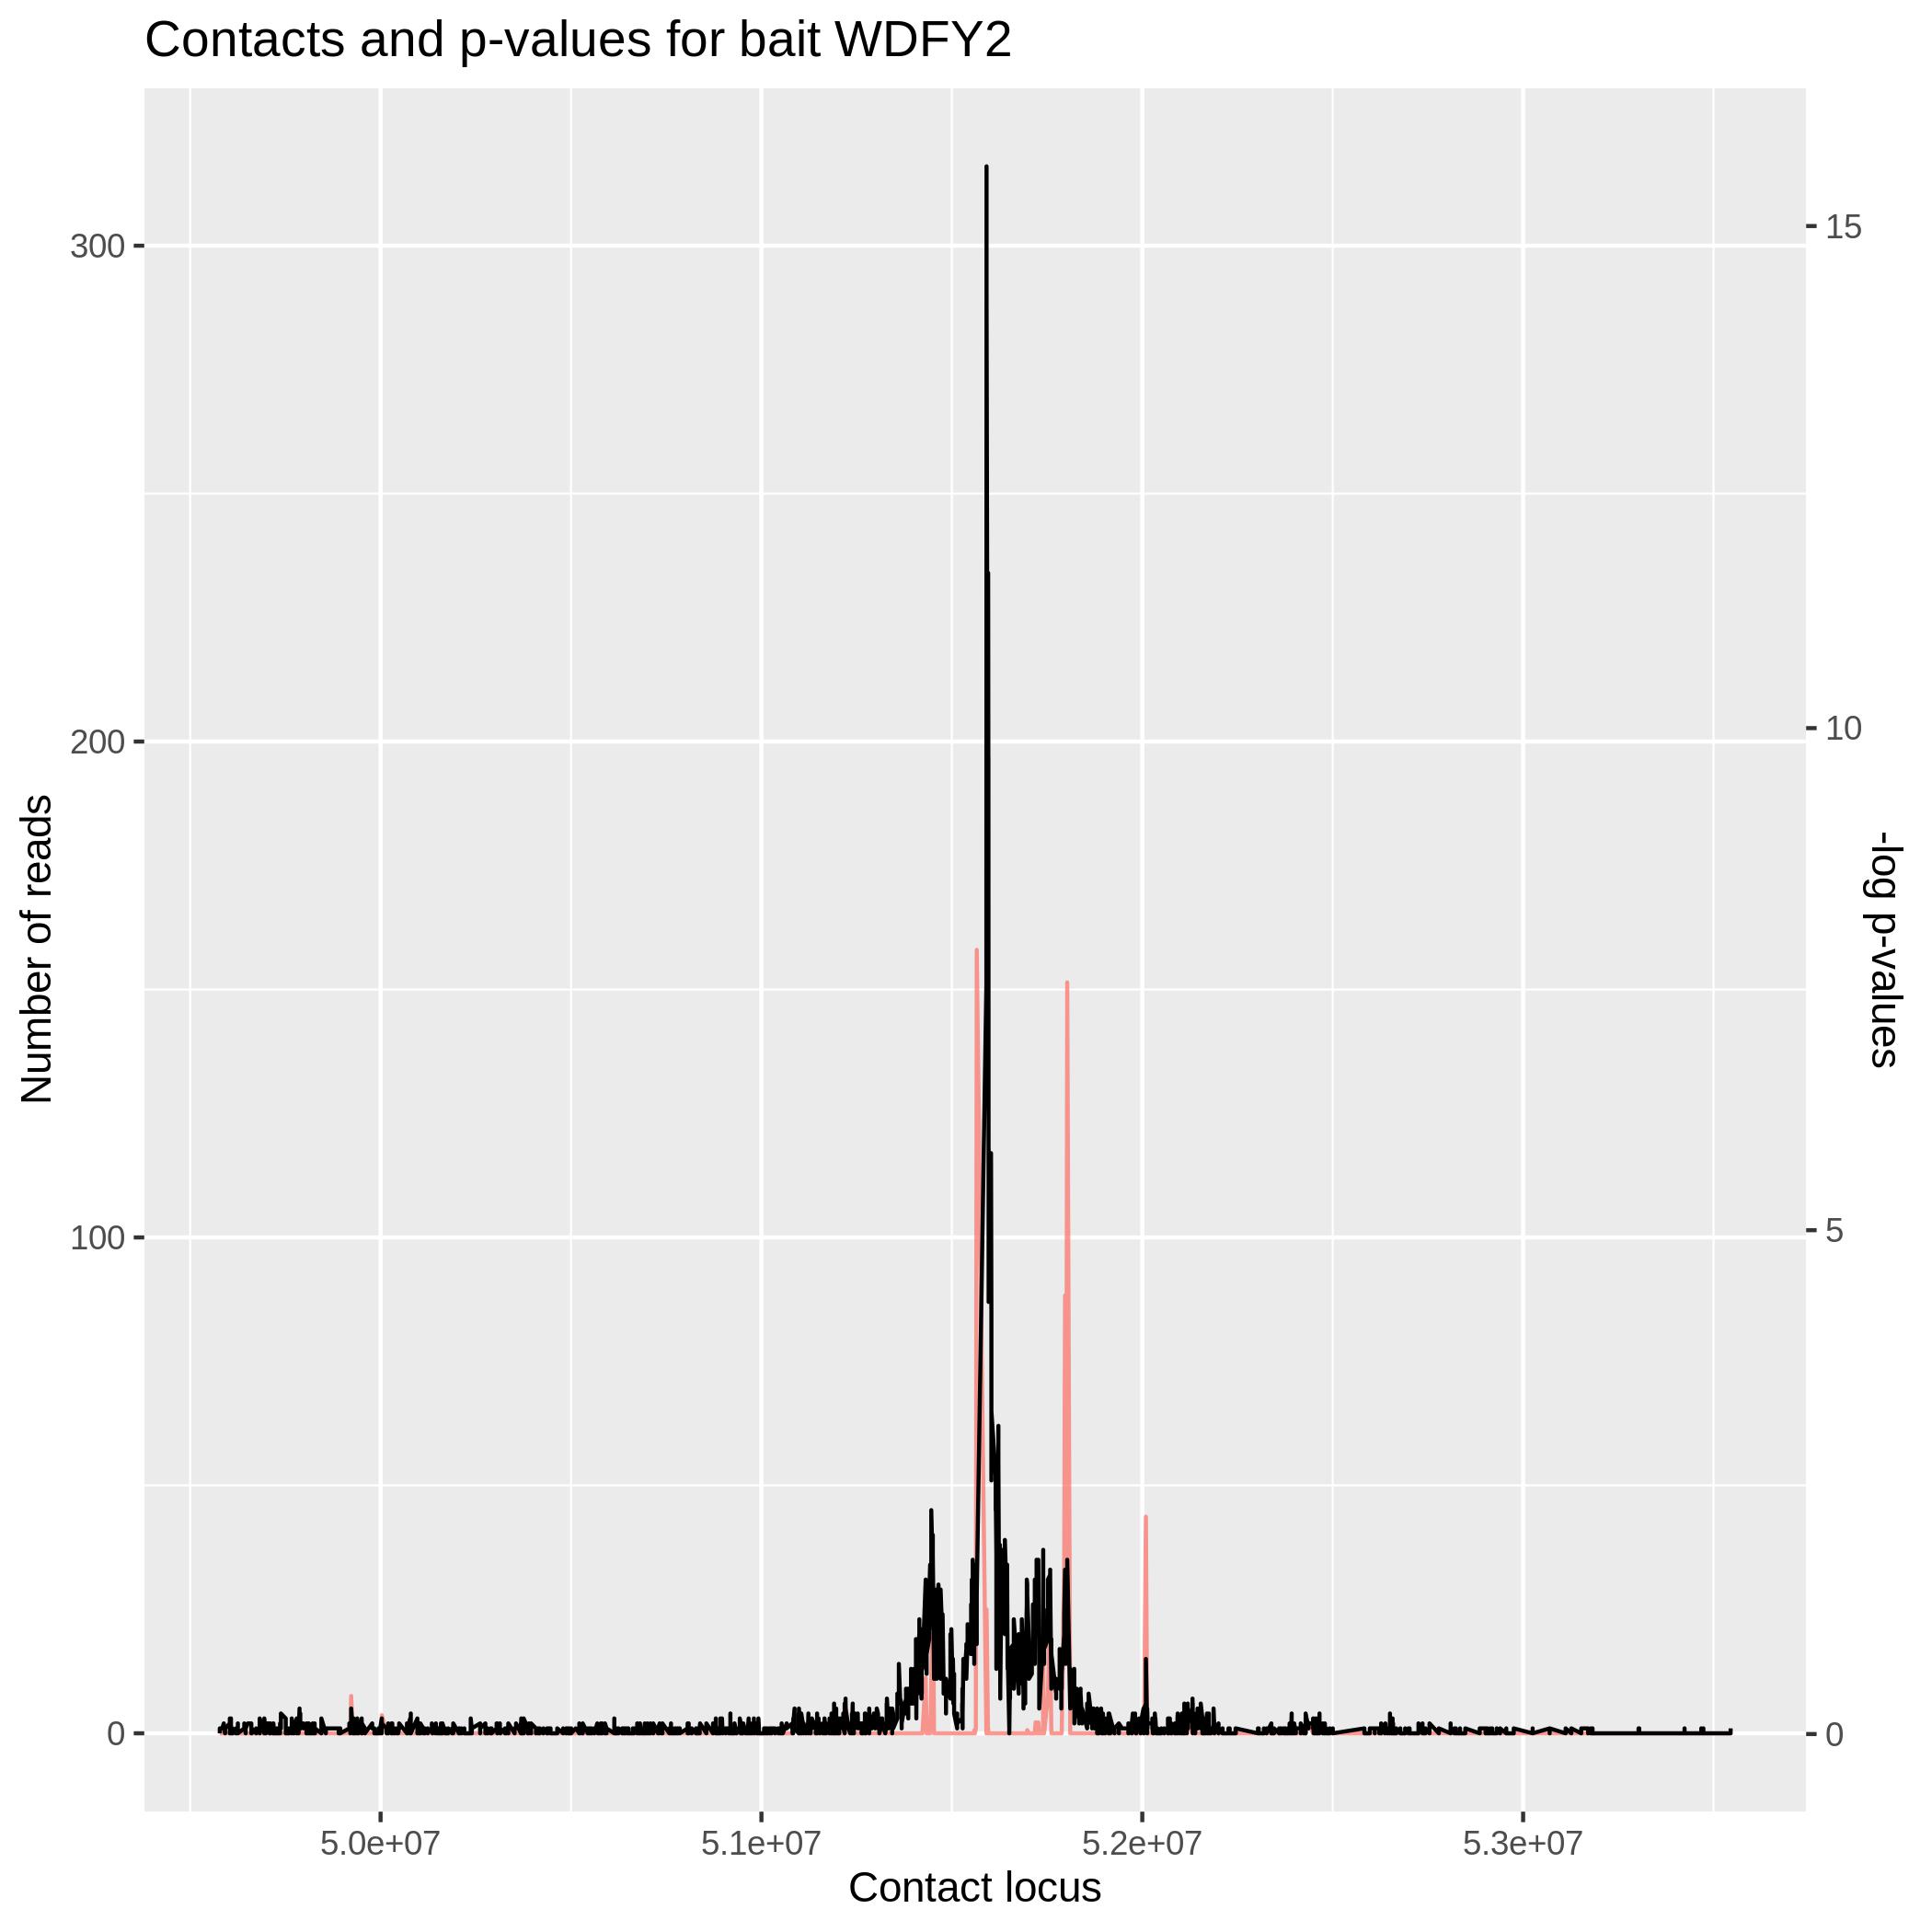 Contacts and p-values for bait WDFY2
300
200
100
0
Number of reads
15
10
5
0
-log p-values
5.0e+07
5.1e+07
5.2e+07
5.3e+07
Contact locus